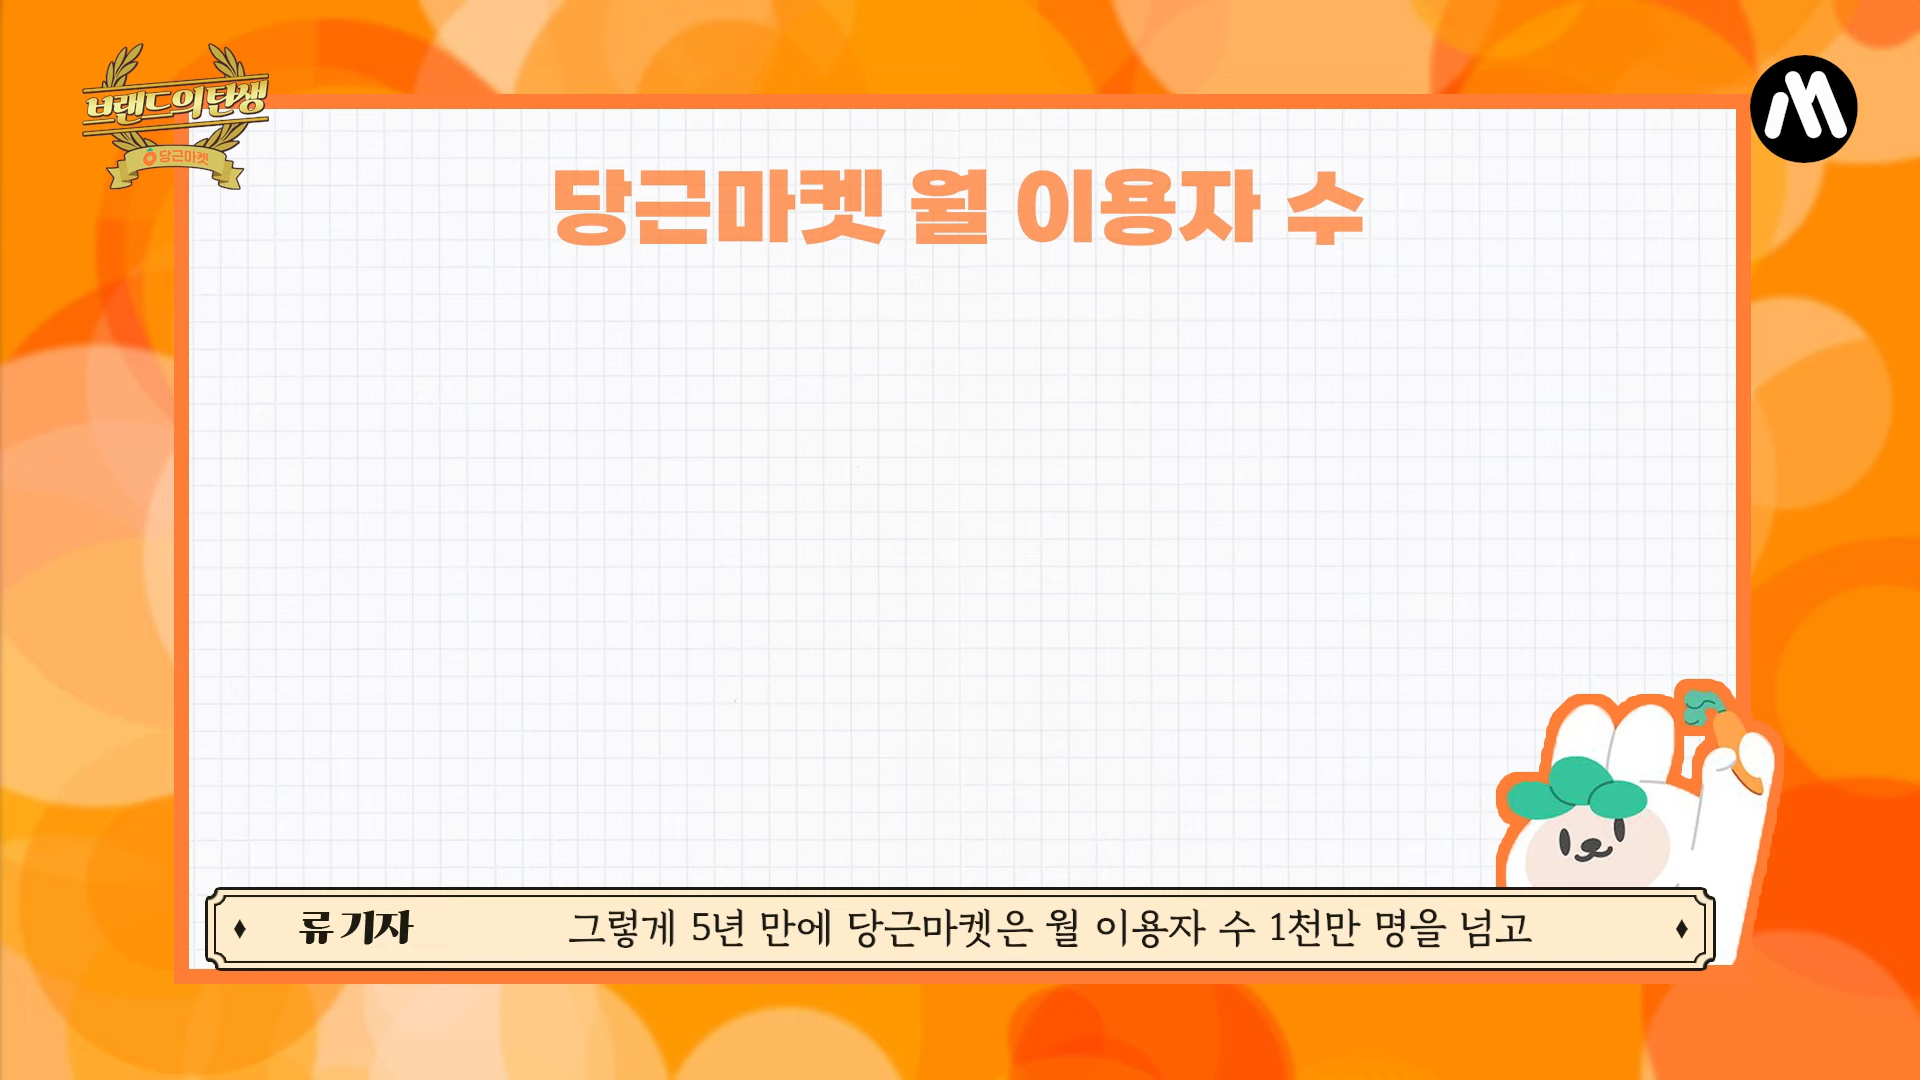 브랜드의탄생
당근마켓
당근마켓 월 이용자 수
류기자 그렇게 5년 만에 당근마켓은 월 이용자 수 1천만 명을 넘고